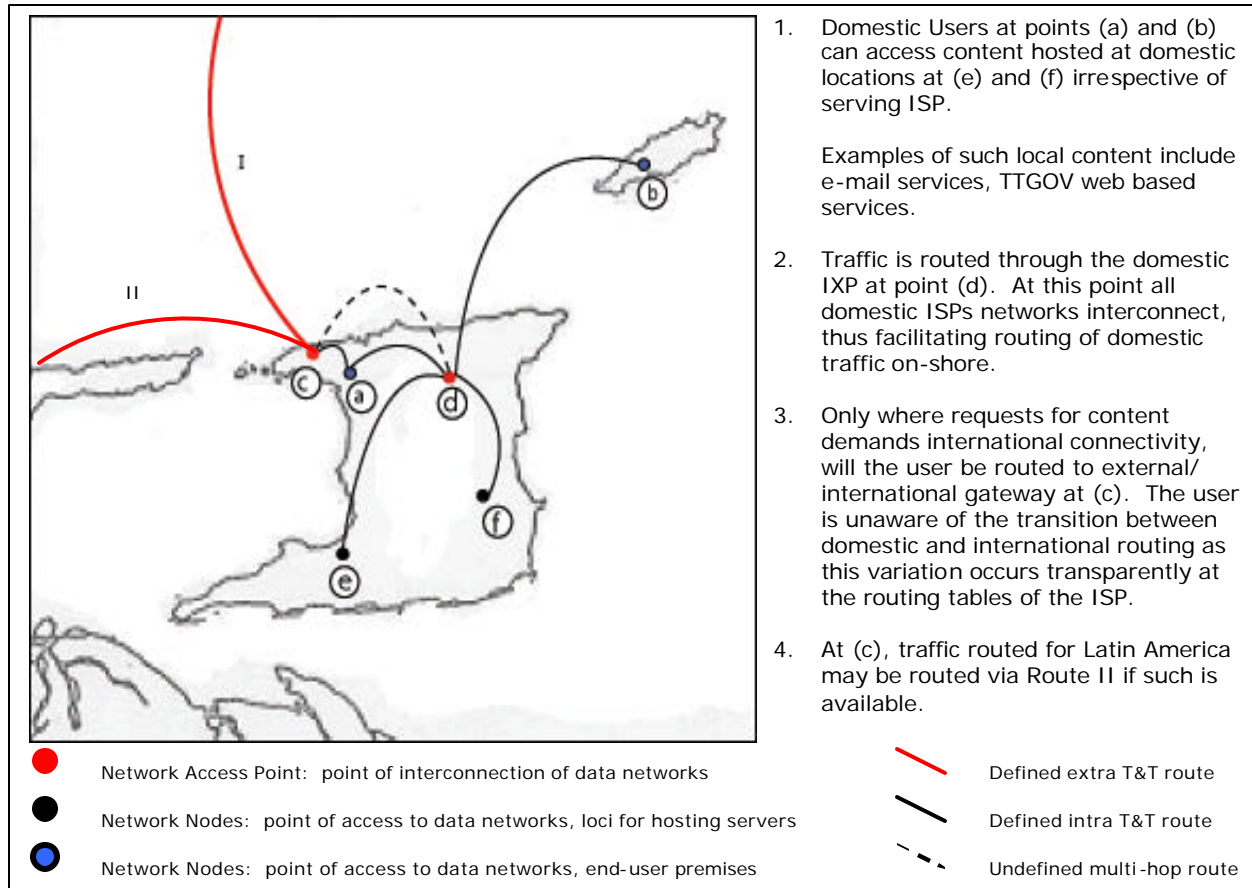 I
II
a
b
c
d
e
f
1. Domestic Users at points (a) and (b)
can access content hosted at domestic
locations at (e) and (f) irrespective of
serving ISP.
Examples of such local content include
e-mail services, TTGOV web based
services.
2. Traffic is routed through the domestic
IXP at point (d). At this point all
domestic ISPs networks interconnect,
thus facilitating routing of domestic
traffic on-shore.
3. Only where requests for content
demands international connectivity,
will the user be routed to external/
international gateway at (c). The user
is unaware of the transition between
domestic and international routing as
this variation occurs transparently at
the routing tables of the ISP.
4. At (c), traffic routed for Latin America
may be routed via Route II if such is
available.
Network Access Point: point of interconnection of data networks
Defined extra T&T route
Network Nodes: point of access to data networks, loci for hosting servers
Defined intra T&T route
Network Nodes: point of access to data networks, end-user premises
Undefined multi-hop route